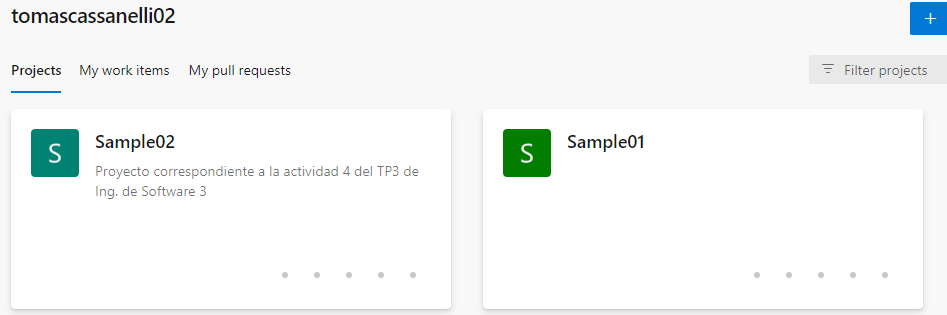 tomascassanelli02
+
Projects My work items My pull requests
Filter projects
S Sample02
Proyecto correspondiente a la actividad 4 del TP3 de
Ing. de Software 3
S Sample01